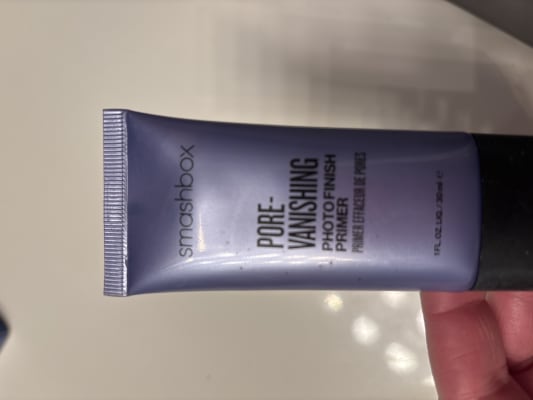 smashbox
PORE-
VANISHING
PHOTO FINISH
PRIMER
PRIMER EFFACEUR DE PORES
1 FL.OZ.LIQ./30 ml ℮